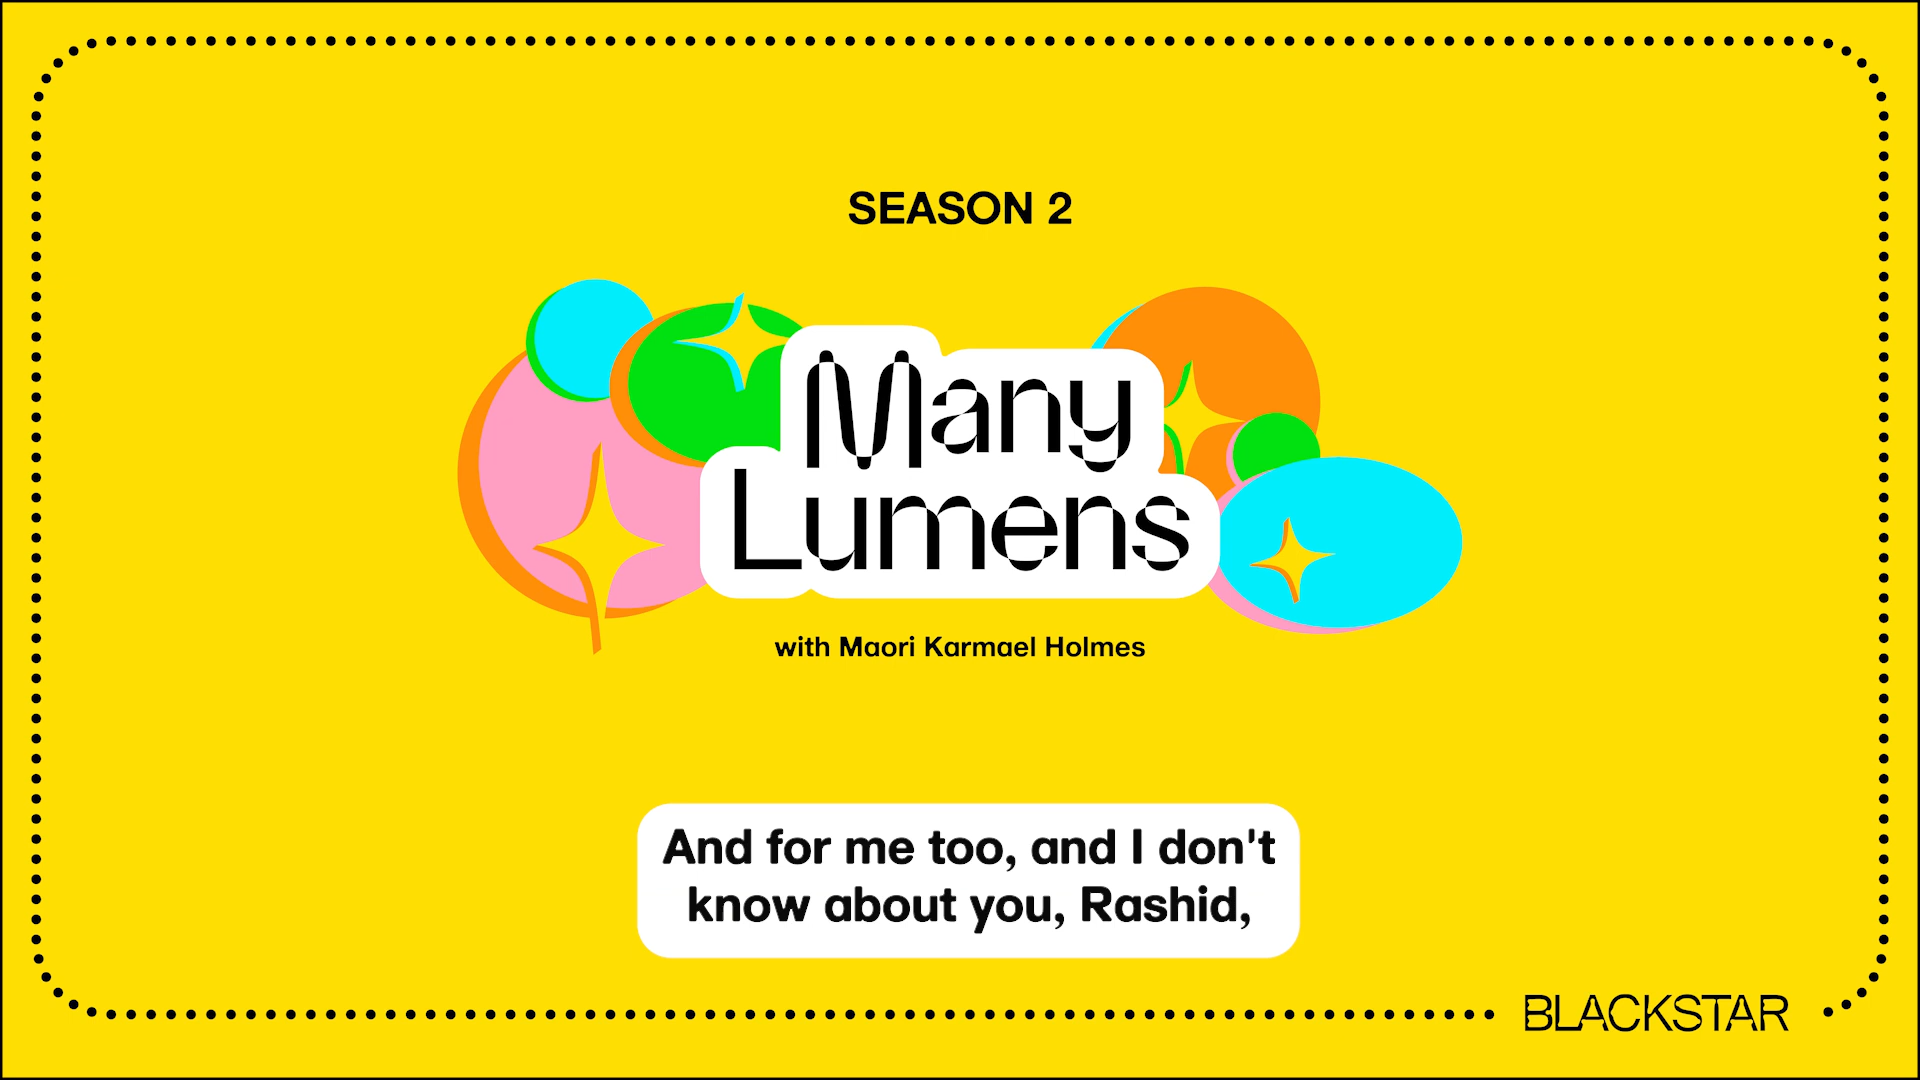 SEASON 2
Many
Lumens
with Maori Karmael Holmes
And for me too, and I don't
know about you, Rashid,
BLACKSTAR